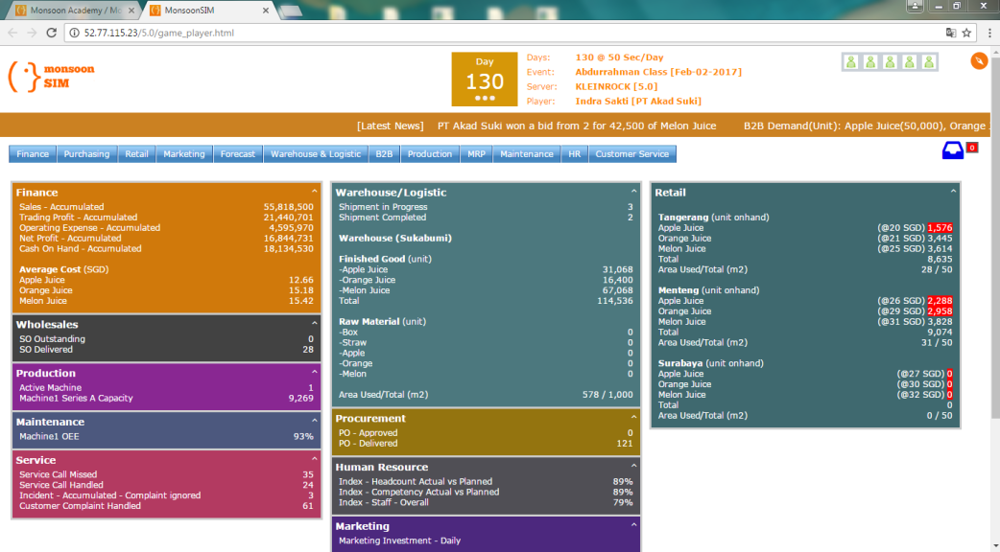 Monsoon Academy / Mo
MonsoonSIM
52.77.115.23/5.0/game_player.html
monsoon
SIM
Day
130
Days: 130 @ 50 Sec/Day
Event: Abdurrahman Class [Feb-02-2017]
Server: KLEINROCK [5.0]
Player: Indra Sakti [PT Akad Suki]
[Latest News] PT Akad Suki won a bid from 2 for 42,500 of Melon Juice B2B Demand(Unit): Apple Juice(50,000), Orange
Finance Purchasing Retail Marketing Forecast Warehouse & Logistic B2B Production MRP Maintenance HR Customer Service
0
Finance
Sales - Accumulated 55,818,500
Trading Profit - Accumulated 21,440,701
Operating Expense - Accumulated 4,595,970
Net Profit - Accumulated 16,844,731
Cash On Hand - Accumulated 18,134,530
Average Cost (SGD)
Apple Juice 12.66
Orange Juice 15.18
Melon Juice 15.42
Wholesales
SO Outstanding 0
SO Delivered 28
Production
Active Machine 1
Machine1 Series A Capacity 9,269
Maintenance
Machine1 OEE 93%
Service
Service Call Missed 35
Service Call Handled 24
Incident - Accumulated - Complaint ignored 3
Customer Complaint Handled 61
Warehouse/Logistic
Shipment in Progress 3
Shipment Completed 2
Warehouse (Sukabumi)
Finished Good (unit)
-Apple Juice 31,068
-Orange Juice 16,400
-Melon Juice 67,068
Total 114,536
Raw Material (unit)
-Box 0
-Straw 0
-Apple 0
-Orange 0
-Melon 0
Area Used/Total (m2) 578 / 1,000
Procurement
PO - Approved 0
PO - Delivered 121
Human Resource
Index - Headcount Actual vs Planned 89%
Index - Competency Actual vs Planned 89%
Index - Staff - Overall 79%
Marketing
Marketing Investment - Daily
Retail
Tangerang (unit onhand)
Apple Juice (@20 SGD) 1,576
Orange Juice (@21 SGD) 3,445
Melon Juice (@25 SGD) 3,614
Total 8,635
Area Used/Total (m2) 28 / 50
Menteng (unit onhand)
Apple Juice (@26 SGD) 2,288
Orange Juice (@29 SGD) 2,958
Melon Juice (@31 SGD) 3,828
Total 9,074
Area Used/Total (m2) 31 / 50
Surabaya (unit onhand)
Apple Juice (@27 SGD) 0
Orange Juice (@30 SGD) 0
Melon Juice (@32 SGD) 0
Total 0
Area Used/Total (m2) 0 / 50